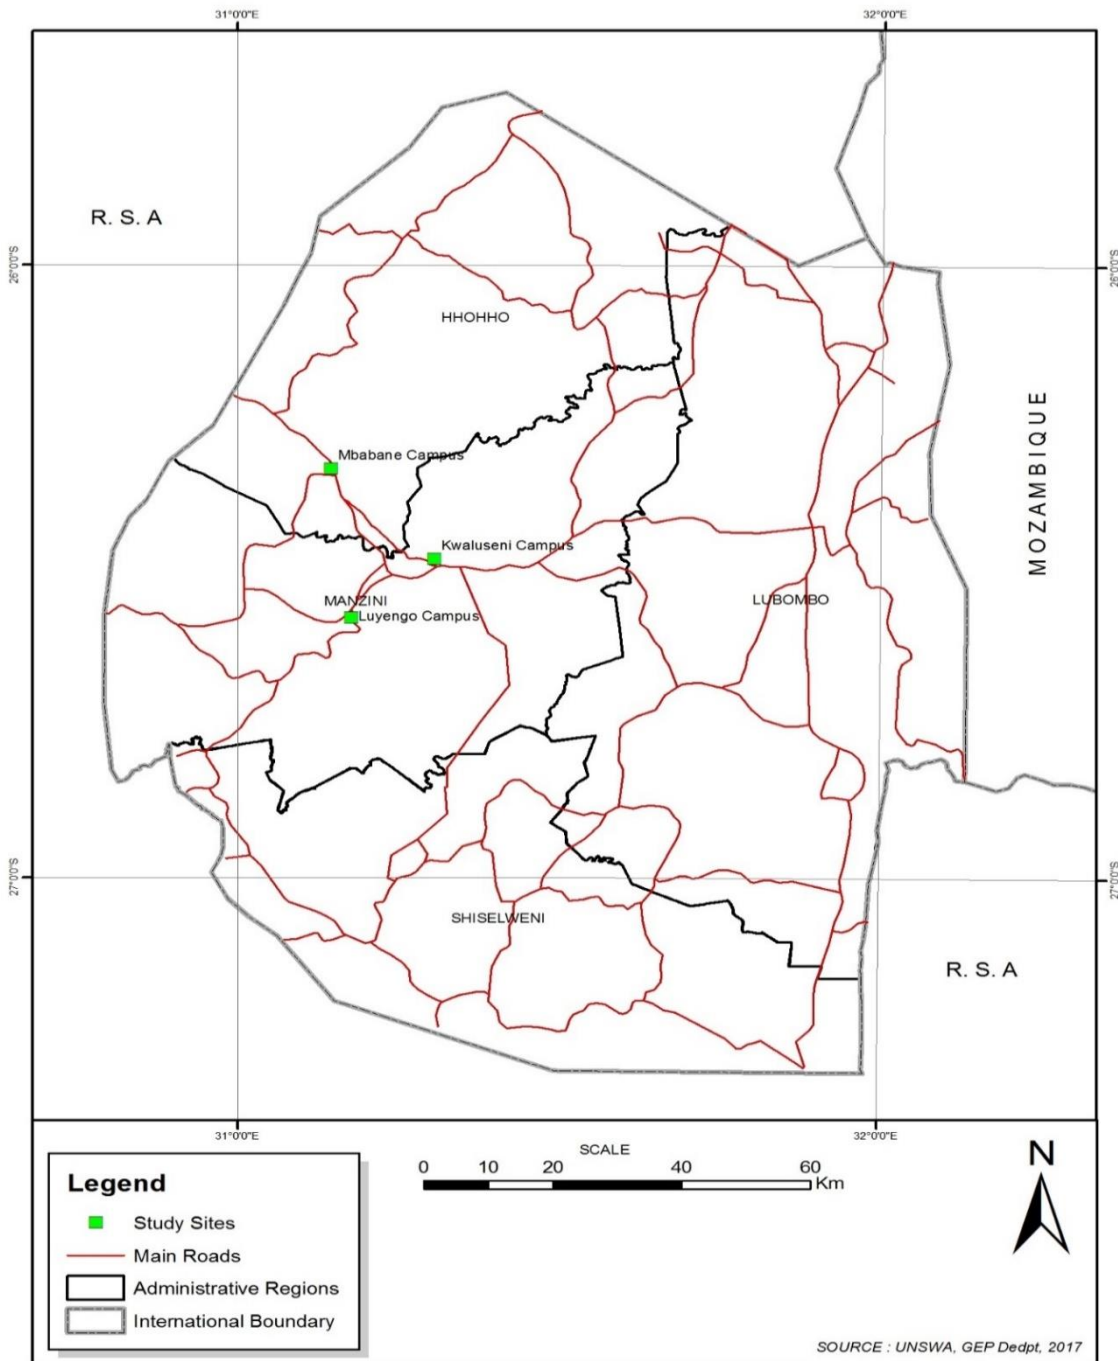 31°0'0"E
32°0'0"E
R. S. A
26°0'0"S
26°0'0"S
HHOHHO
MOZAMBIQUE
Mbabane Campus
Kwaluseni Campus
MANZINI
LUBOMBO
Luyengo Campus
27°0'0"S
27°0'0"S
SHISELWENI
R. S. A
31°0'0"E
32°0'0"E
SCALE
0 10 20 40 60 Km
N
Legend
Study Sites
Main Roads
Administrative Regions
International Boundary
SOURCE : UNSWA, GEP Dedpt, 2017